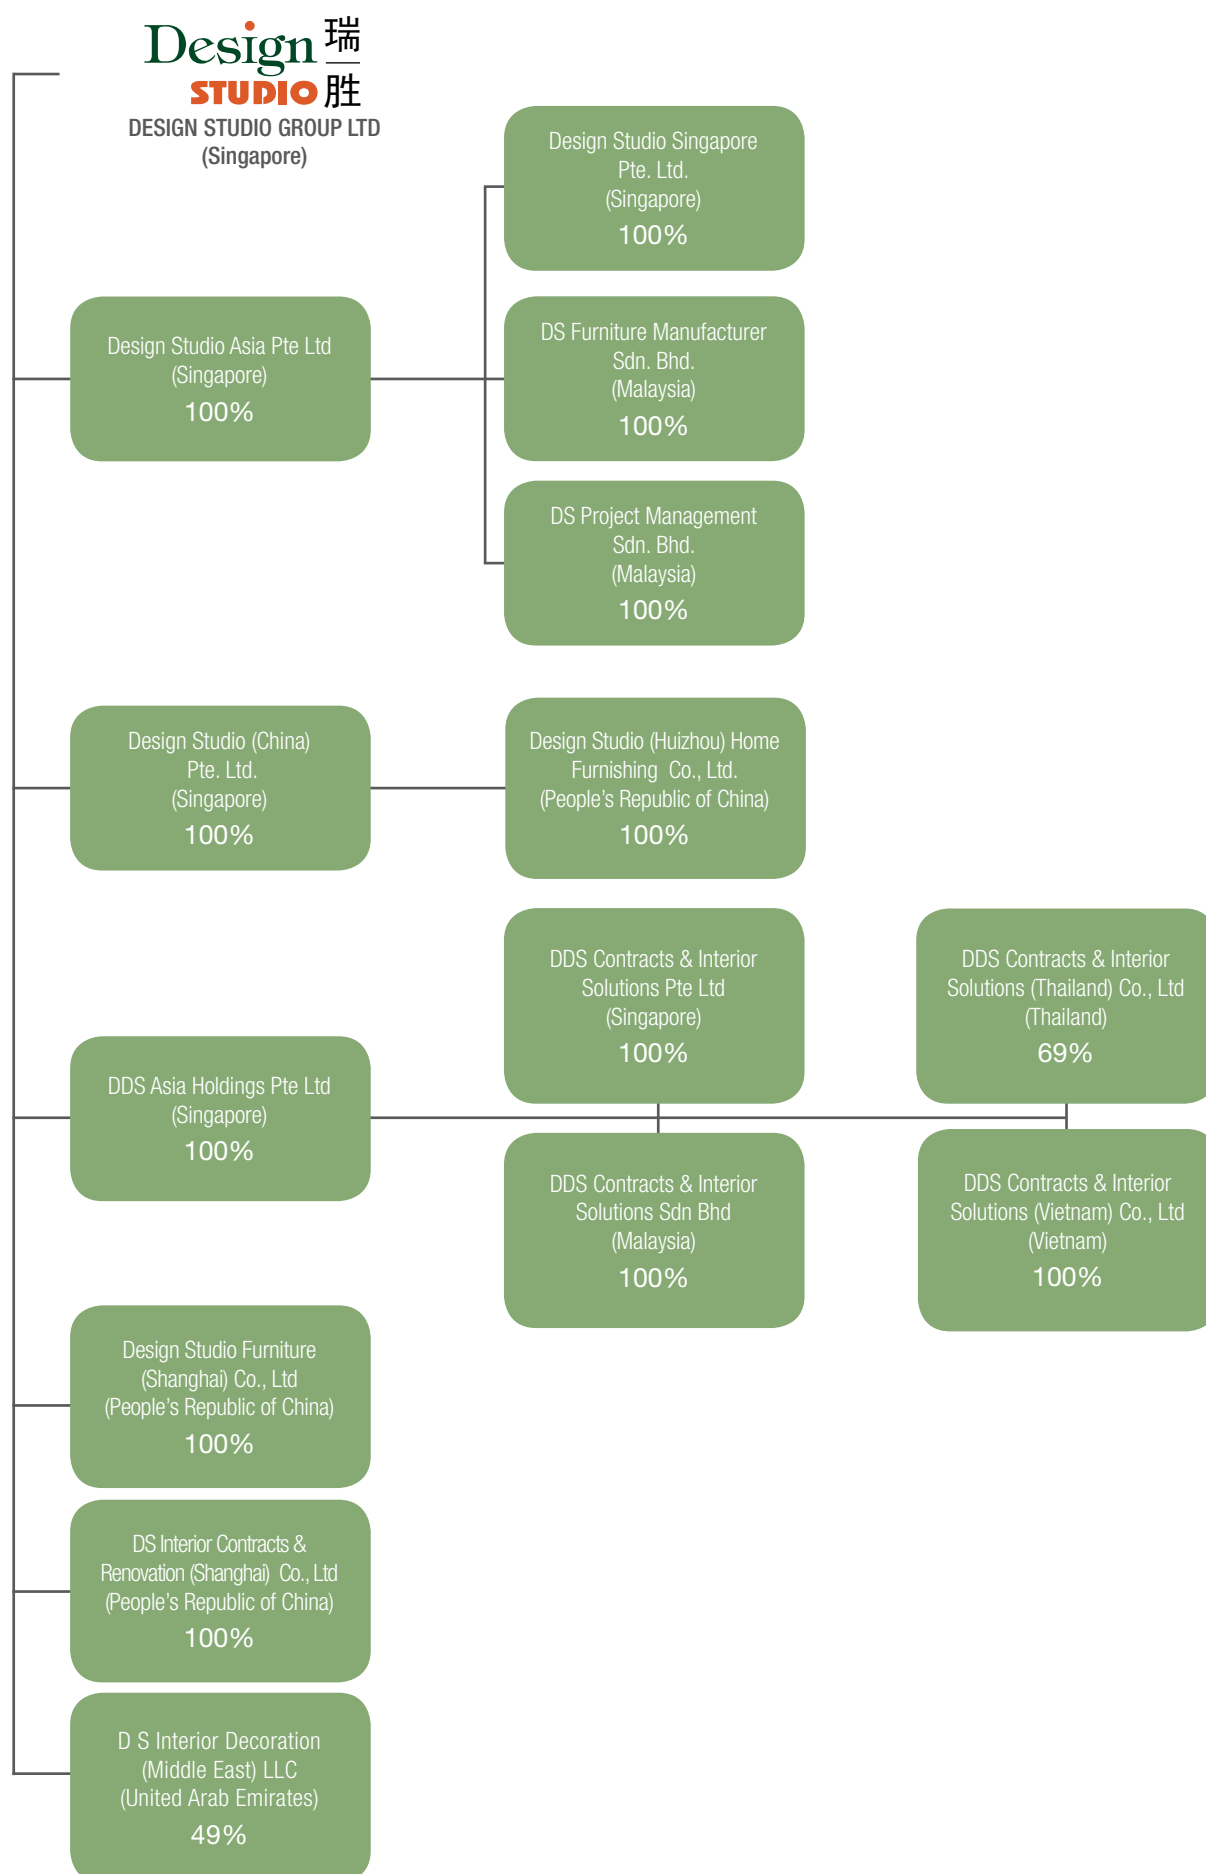 Design 瑞
STUDIO 胜
DESIGN STUDIO GROUP LTD
(Singapore)
Design Studio Singapore
Pte. Ltd.
(Singapore)
100%
Design Studio Asia Pte Ltd
(Singapore)
100%
DS Furniture Manufacturer
Sdn. Bhd.
(Malaysia)
100%
DS Project Management
Sdn. Bhd.
(Malaysia)
100%
Design Studio (China)
Pte. Ltd.
(Singapore)
100%
Design Studio (Huizhou) Home
Furnishing Co., Ltd.
(People's Republic of China)
100%
DDS Contracts & Interior
Solutions Pte Ltd
(Singapore)
100%
DDS Contracts & Interior
Solutions (Thailand) Co., Ltd
(Thailand)
69%
DDS Asia Holdings Pte Ltd
(Singapore)
100%
DDS Contracts & Interior
Solutions Sdn Bhd
(Malaysia)
100%
DDS Contracts & Interior
Solutions (Vietnam) Co., Ltd
(Vietnam)
100%
Design Studio Furniture
(Shanghai) Co., Ltd
(People's Republic of China)
100%
DS Interior Contracts &
Renovation (Shanghai) Co., Ltd
(People's Republic of China)
100%
D S Interior Decoration
(Middle East) LLC
(United Arab Emirates)
49%